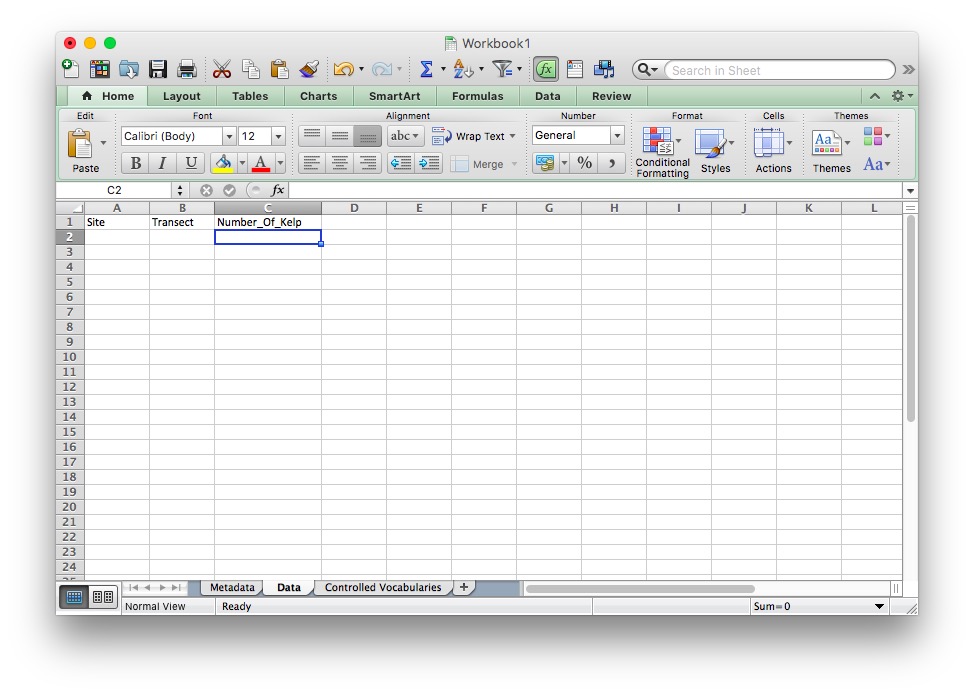 Workbook1
Search in Sheet
Home Layout Tables Charts SmartArt Formulas Data Review
Edit Font Alignment Number Format Cells Themes
Calibri (Body) 12 abc Wrap Text General
Paste B I U A Merge % , Conditional Formatting Styles Actions Themes Aa
C2 fx
A B C D E F G H I J K L
1 Site Transect Number_Of_Kelp
2
3
4
5
6
7
8
9
10
11
12
13
14
15
16
17
18
19
20
21
22
23
24
25
Metadata Data Controlled Vocabularies +
Normal View Ready Sum=0